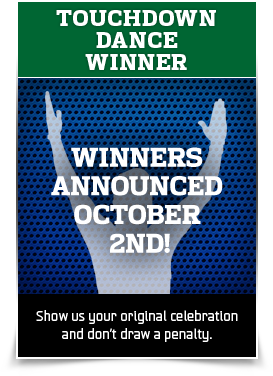 TOUCHDOWN
DANCE
WINNER
WINNERS
ANNOUNCED
OCTOBER
2ND!
Show us your original celebration
and don't draw a penalty.